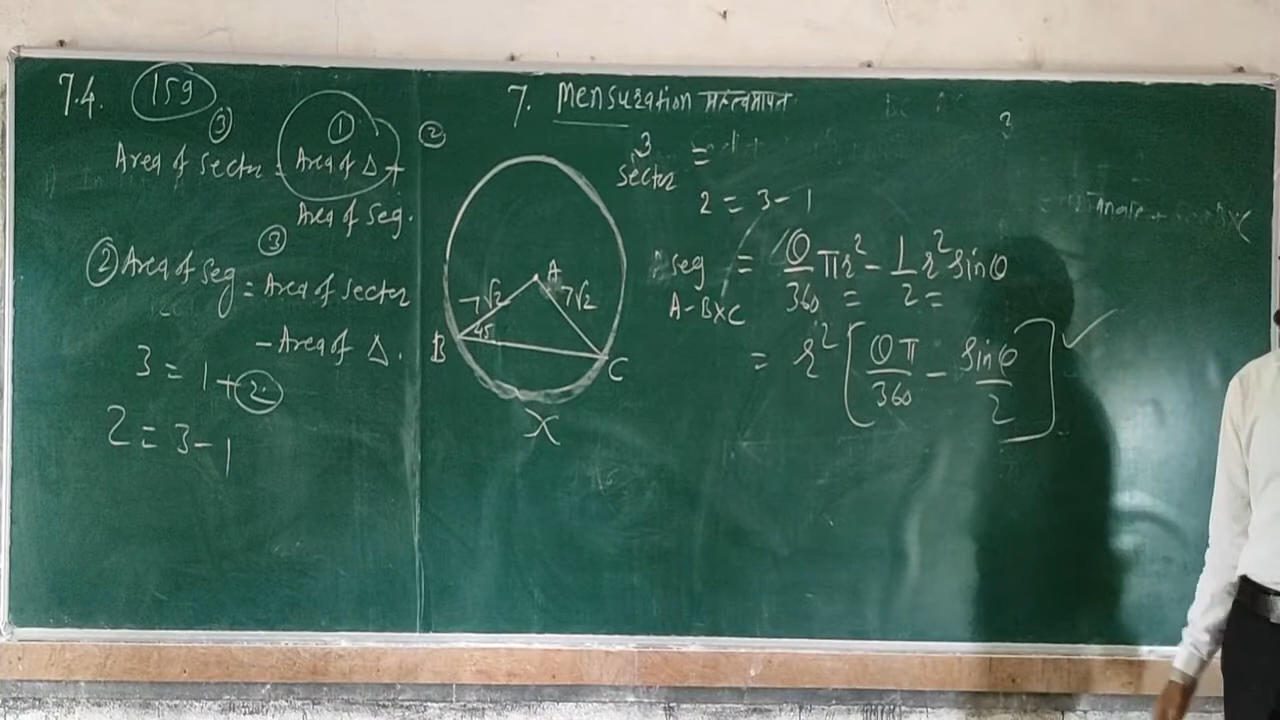 7.4. 159
7. Mensuration महत्वमापन
③ ① ②
Area of Sector = Area of Δ +
Area of Seg.
③
② Area of Seg = Area of Sector
- Area of Δ.
3 = 1 + 2
2 = 3 - 1
A
7√2 7√2
45
B C
X
3
Sector =
2 = 3 - 1
seg = θ/360 πr² - 1/2 r² sinθ
A-BXC
= r² [θπ/360 - sinθ/2] ✓
3